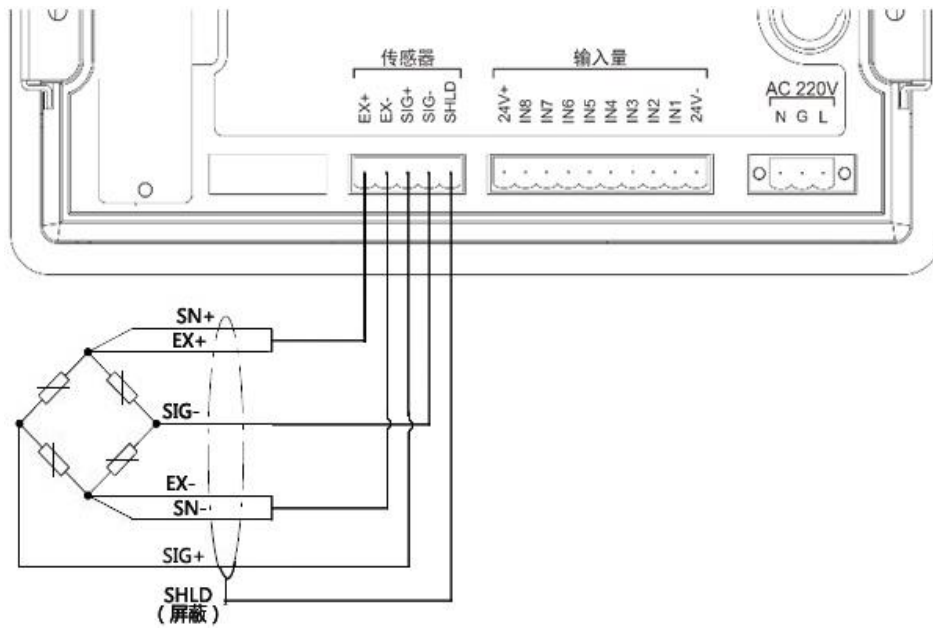 传感器
输入量
EX+
EX-
SIG+
SIG-
SHLD
24V+
IN8
IN7
IN6
IN5
IN4
IN3
IN2
IN1
24V-
AC 220V
N G L
SN+
EX+
SIG-
EX-
SN-
SIG+
SHLD
(屏蔽)